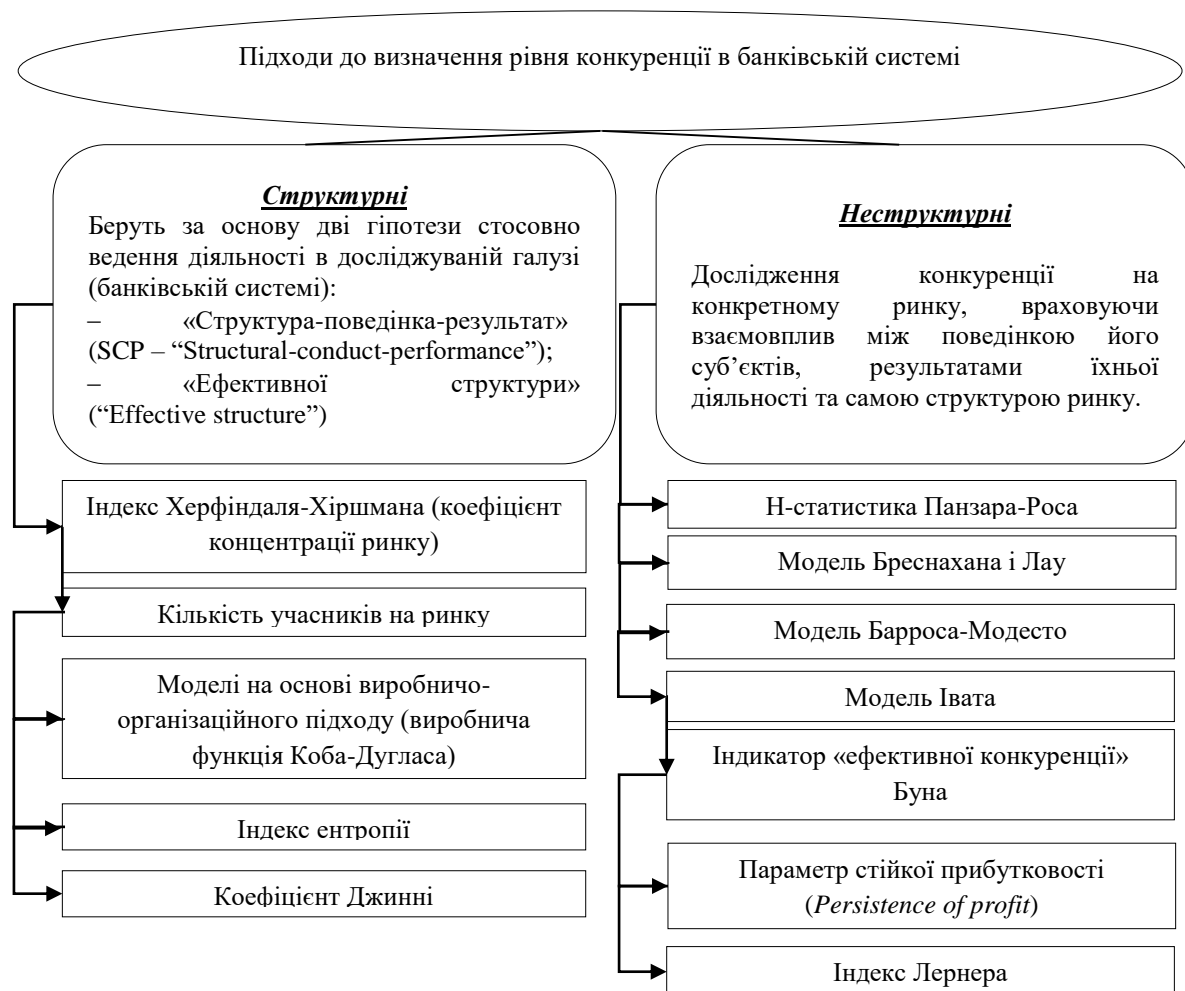 Підходи до визначення рівня конкуренції в банківській системі
Структурні
Беруть за основу дві гіпотези стосовно
ведення діяльності в досліджуваній галузі
(банківській системі):
– «Структура-поведінка-результат»
(SCP – “Structural-conduct-performance”);
– «Ефективної структури»
(“Effective structure”)
Індекс Херфіндаля-Хіршмана (коефіцієнт
концентрації ринку)
Кількість учасників на ринку
Моделі на основі виробничо-
організаційного підходу (виробнича
функція Коба-Дугласа)
Індекс ентропії
Коефіцієнт Джинні
Неструктурні
Дослідження конкуренції на
конкретному ринку, враховуючи
взаємовплив між поведінкою його
суб’єктів, результатами їхньої
діяльності та самою структурою ринку.
Н-статистика Панзара-Роса
Модель Бреснахана і Лау
Модель Барроса-Модесто
Модель Івата
Індикатор «ефективної конкуренції»
Буна
Параметр стійкої прибутковості
(Persistence of profit)
Індекс Лернера